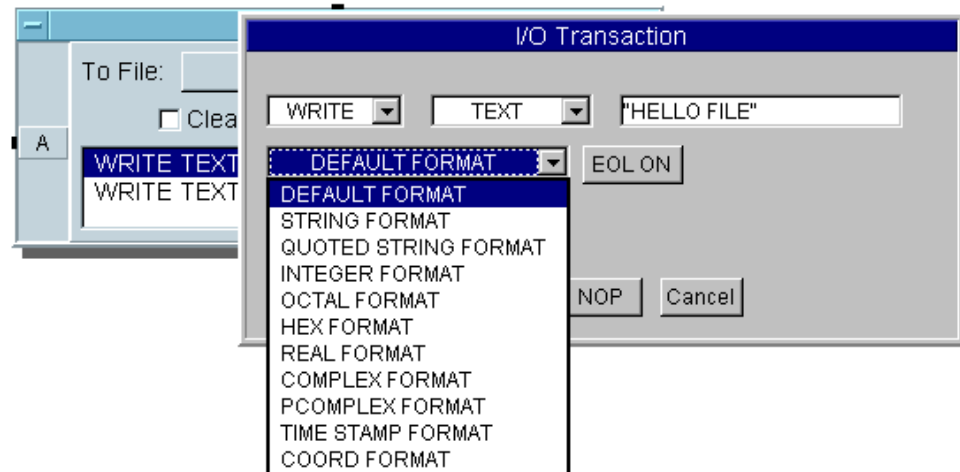 I/O Transaction
To File:
Clea
A
WRITE TEXT
WRITE TEXT
WRITE TEXT "HELLO FILE"
DEFAULT FORMAT EOL ON
DEFAULT FORMAT
STRING FORMAT
QUOTED STRING FORMAT
INTEGER FORMAT
OCTAL FORMAT
HEX FORMAT
REAL FORMAT
COMPLEX FORMAT
PCOMPLEX FORMAT
TIME STAMP FORMAT
COORD FORMAT
NOP Cancel